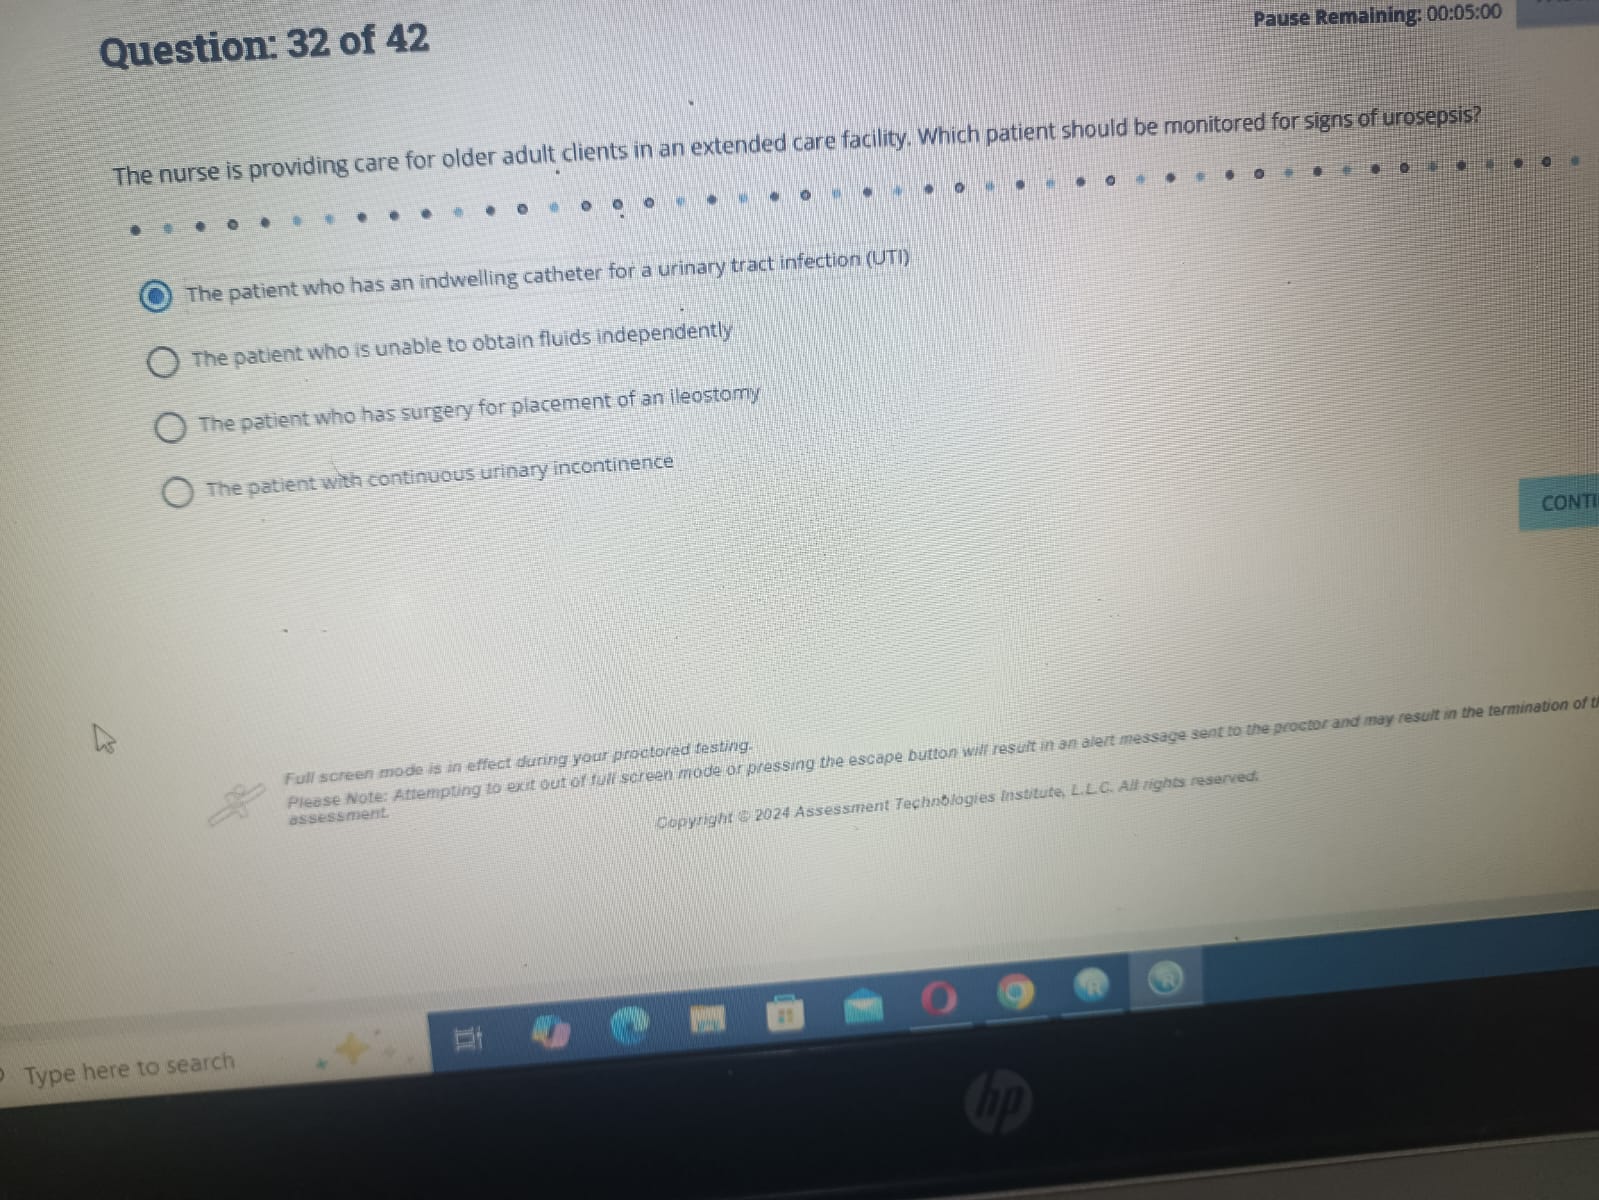 Question: 32 of 42
Pause Remaining: 00:05:00
The nurse is providing care for older adult clients in an extended care facility. Which patient should be monitored for signs of urosepsis?
The patient who has an indwelling catheter for a urinary tract infection (UTI)
The patient who is unable to obtain fluids independently
The patient who has surgery for placement of an ileostomy
The patient with continuous urinary incontinence
CONTI
Full screen mode is in effect during your proctored testing.
Please Note: Attempting to exit out of full screen mode or pressing the escape button will result in an alert message sent to the proctor and may result in the termination of
assessment.
Copyright © 2024 Assessment Technologies Institute, L.L.C. All rights reserved.
Type here to search
hp